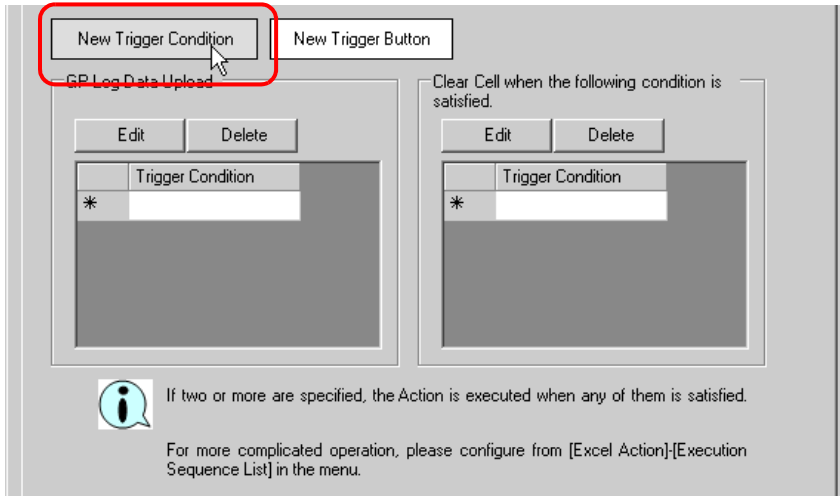 New Trigger Condition
New Trigger Button
GP Log Data Upload
Clear Cell when the following condition is
satisfied.
Edit
Delete
Edit
Delete
Trigger Condition
Trigger Condition
*
*
If two or more are specified, the Action is executed when any of them is satisfied.
For more complicated operation, please configure from [Excel Action]-[Execution
Sequence List] in the menu.